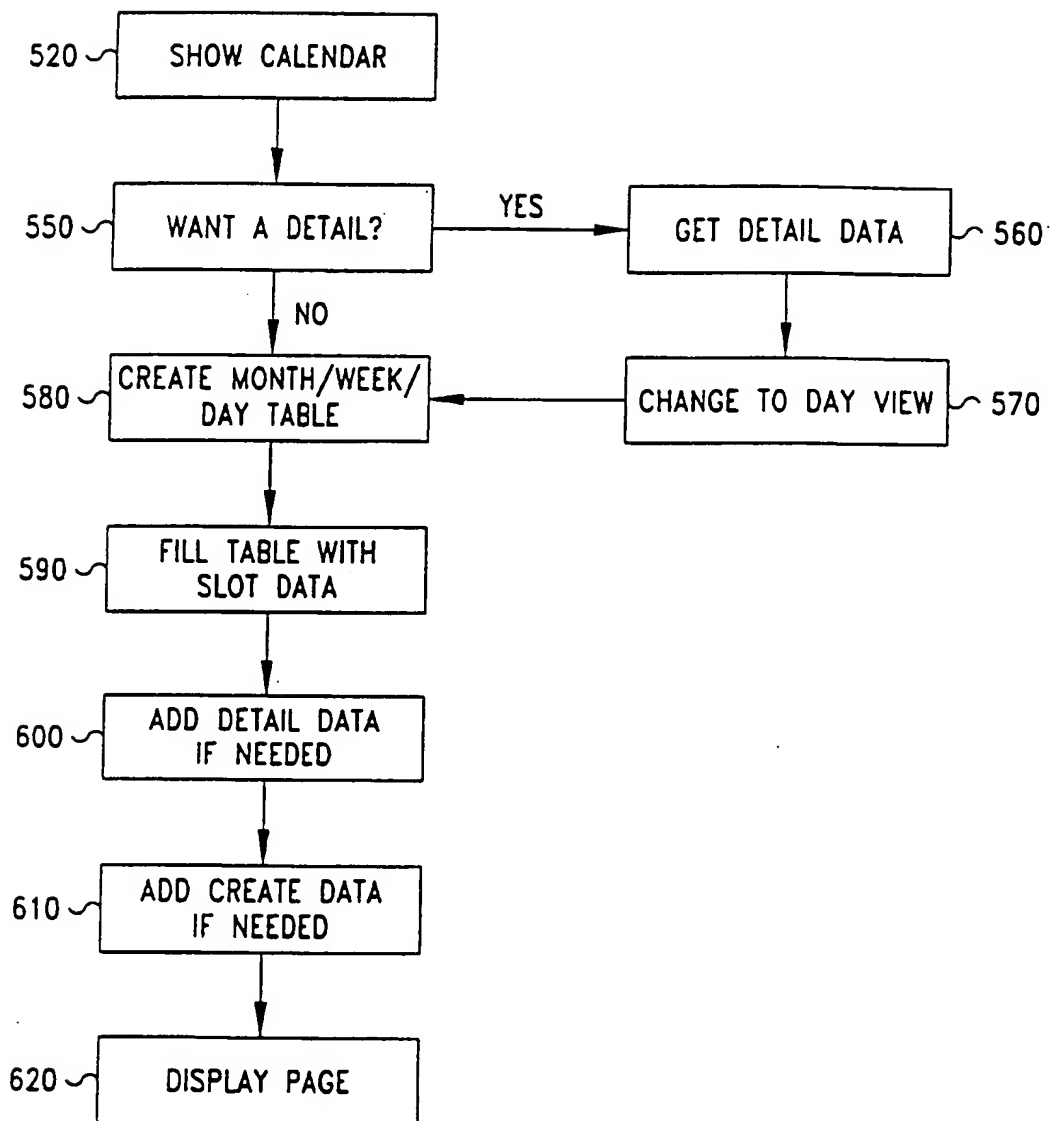 520
SHOW CALENDAR
550
WANT A DETAIL?
YES
GET DETAIL DATA
560
NO
580
CREATE MONTH/WEEK/
DAY TABLE
CHANGE TO DAY VIEW
570
590
FILL TABLE WITH
SLOT DATA
600
ADD DETAIL DATA
IF NEEDED
610
ADD CREATE DATA
IF NEEDED
620
DISPLAY PAGE